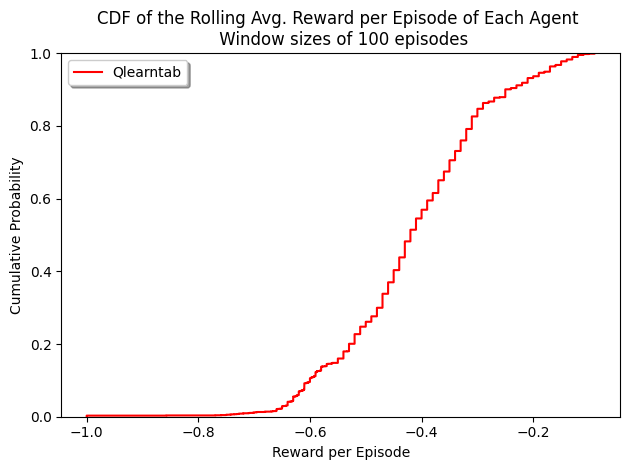 CDF of the Rolling Avg. Reward per Episode of Each Agent
Window sizes of 100 episodes
Qlearntab
1.0
0.8
0.6
0.4
0.2
0.0
Cumulative Probability
−1.0 −0.8 −0.6 −0.4 −0.2
Reward per Episode